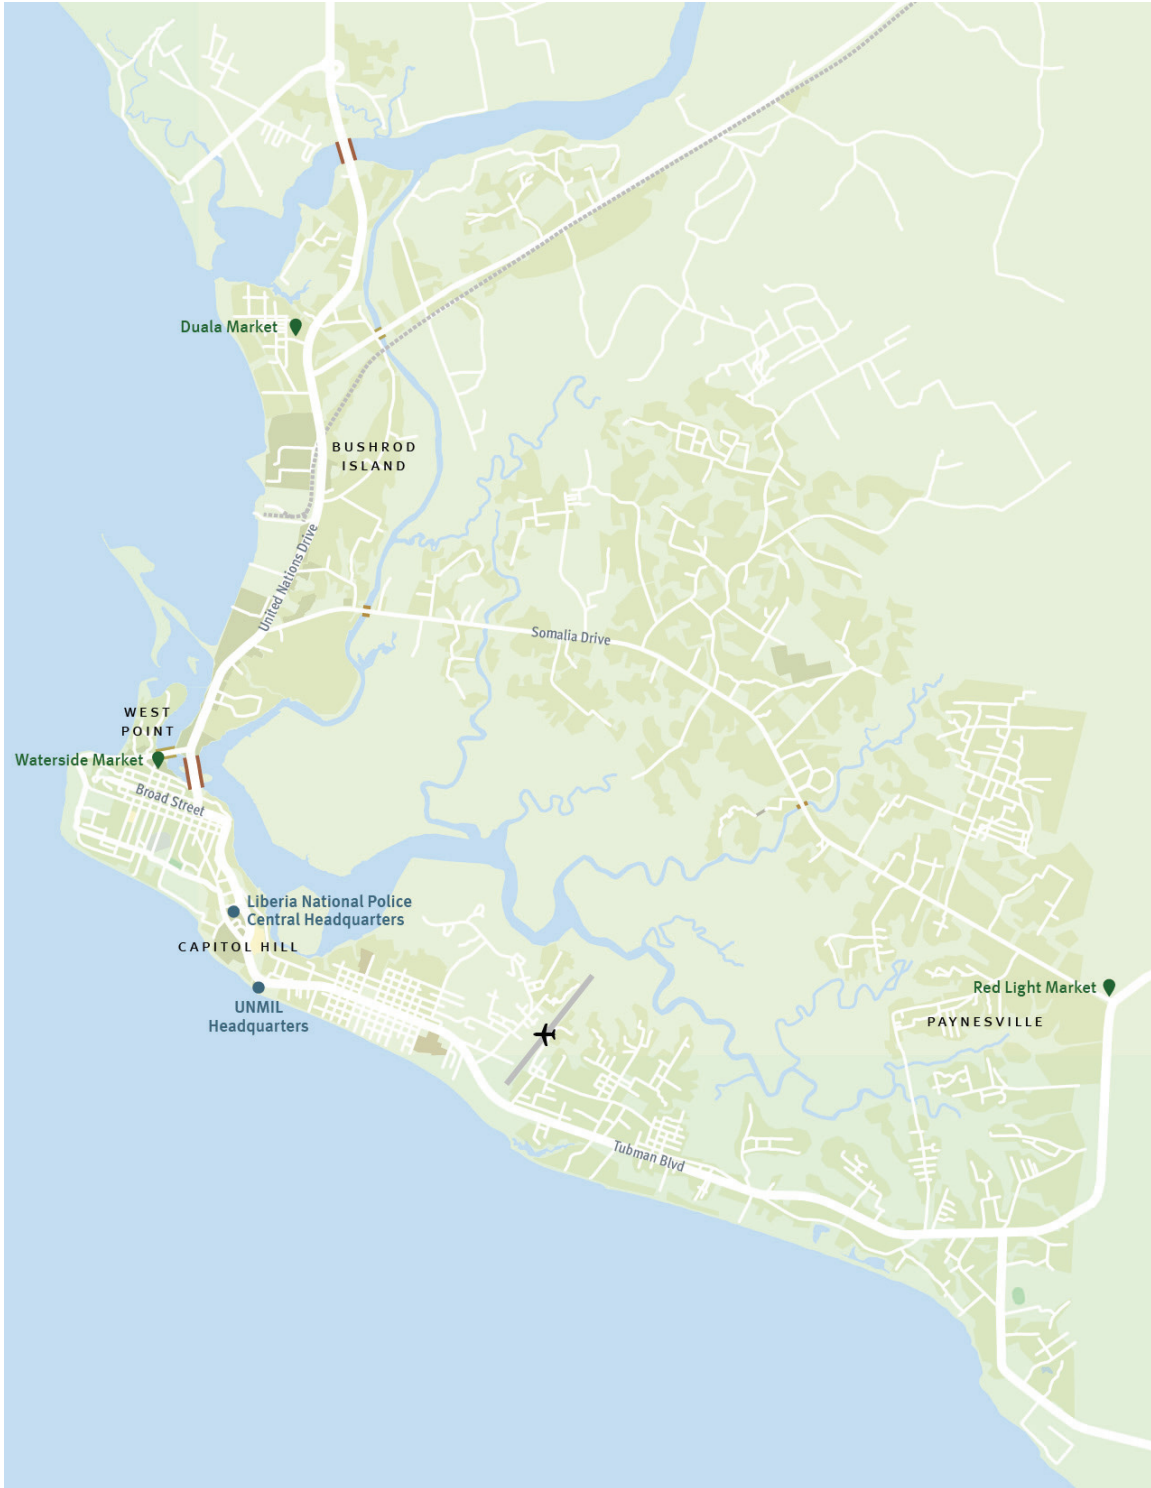 Duala Market
BUSHROD
ISLAND
United Nations Drive
Somalia Drive
WEST
POINT
Waterside Market
Broad Street
Liberia National Police
Central Headquarters
CAPITOL HILL
UNMIL
Headquarters
Red Light Market
PAYNESVILLE
Tubman Blvd